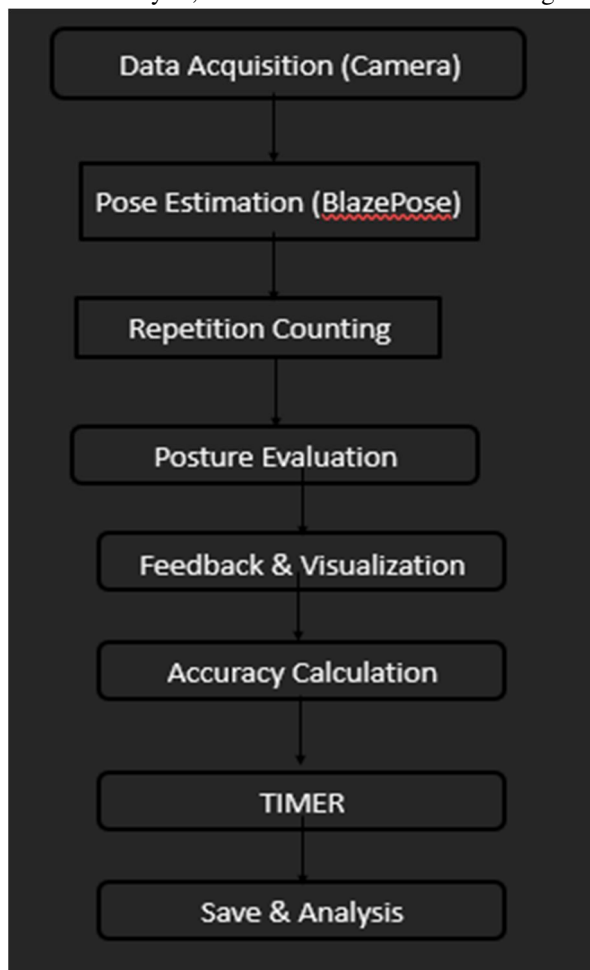 Data Acquisition (Camera)
Pose Estimation (BlazePose)
Repetition Counting
Posture Evaluation
Feedback & Visualization
Accuracy Calculation
TIMER
Save & Analysis